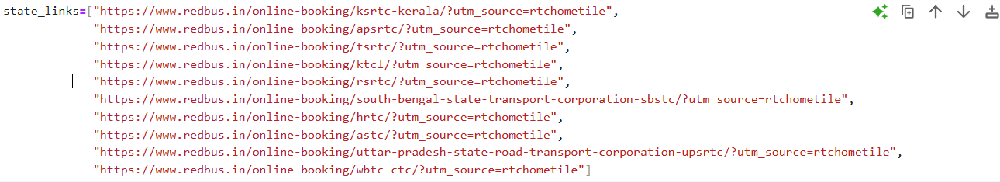 state_links=["https://www.redbus.in/online-booking/ksrtc-kerala/?utm_source=rtchometile",
"https://www.redbus.in/online-booking/apsrtc/?utm_source=rtchometile",
"https://www.redbus.in/online-booking/tsrtc/?utm_source=rtchometile",
"https://www.redbus.in/online-booking/ktcl/?utm_source=rtchometile",
"https://www.redbus.in/online-booking/rsrtc/?utm_source=rtchometile",
"https://www.redbus.in/online-booking/south-bengal-state-transport-corporation-sbstc/?utm_source=rtchometile",
"https://www.redbus.in/online-booking/hrtc/?utm_source=rtchometile",
"https://www.redbus.in/online-booking/astc/?utm_source=rtchometile",
"https://www.redbus.in/online-booking/uttar-pradesh-state-road-transport-corporation-upsrtc/?utm_source=rtchometile",
"https://www.redbus.in/online-booking/wbtc-ctc/?utm_source=rtchometile"]